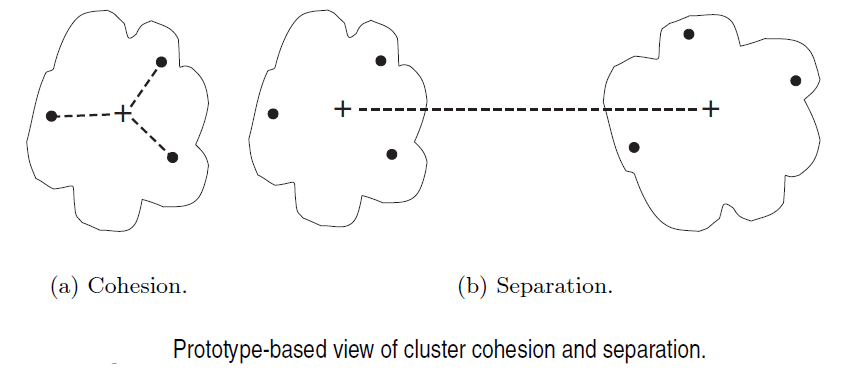 (a) Cohesion.
(b) Separation.
Prototype-based view of cluster cohesion and separation.